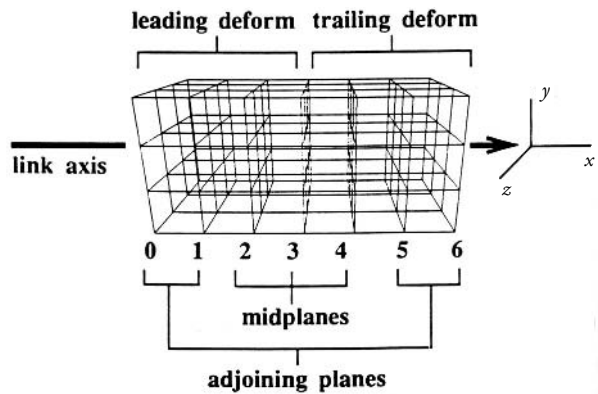 leading deform trailing deform
y
link axis
x
z
0 1 2 3 4 5 6
midplanes
adjoining planes